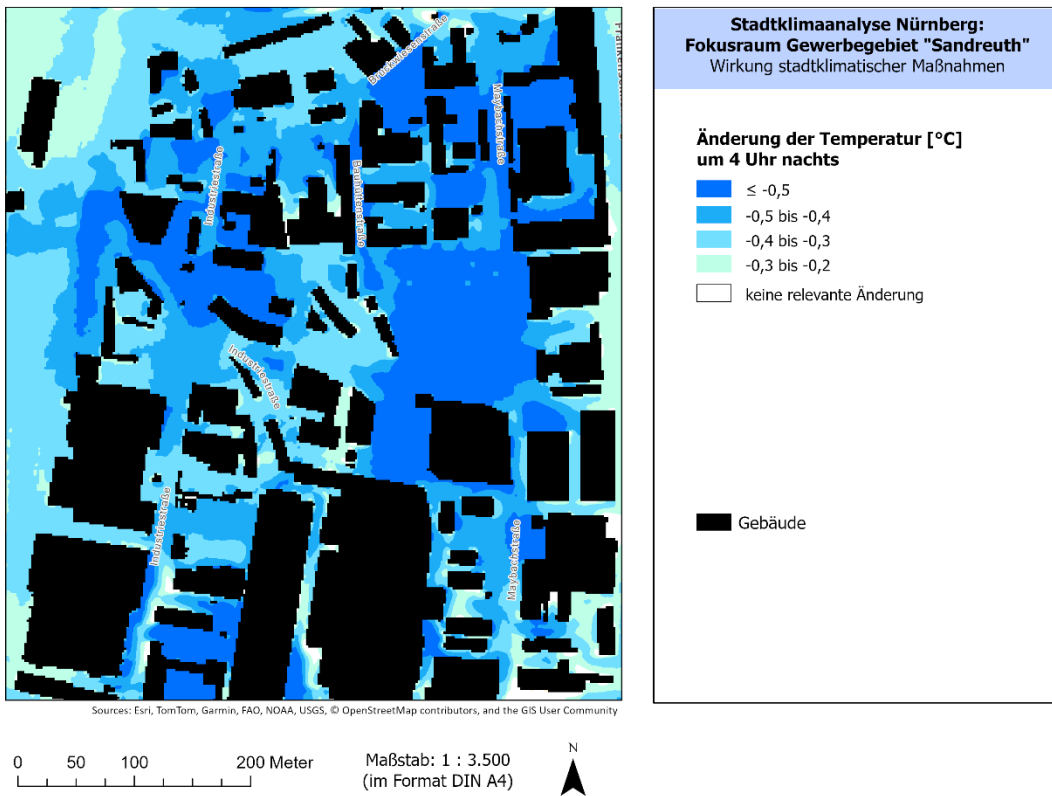 Bruckwiesenstraße
Maybachstraße
Industriestraße
Bauhüttenstraße
Industriestraße
Industriestraße
Maybachstraße
Sources: Esri, TomTom, Garmin, FAO, NOAA, USGS, © OpenStreetMap contributors, and the GIS User Community
0 50 100 200 Meter
Maßstab: 1 : 3.500
(im Format DIN A4)
N
Stadtklimaanalyse Nürnberg:
Fokusraum Gewerbegebiet "Sandreuth"
Wirkung stadtklimatischer Maßnahmen
Änderung der Temperatur [°C]
um 4 Uhr nachts
≤ -0,5
-0,5 bis -0,4
-0,4 bis -0,3
-0,3 bis -0,2
keine relevante Änderung
Gebäude